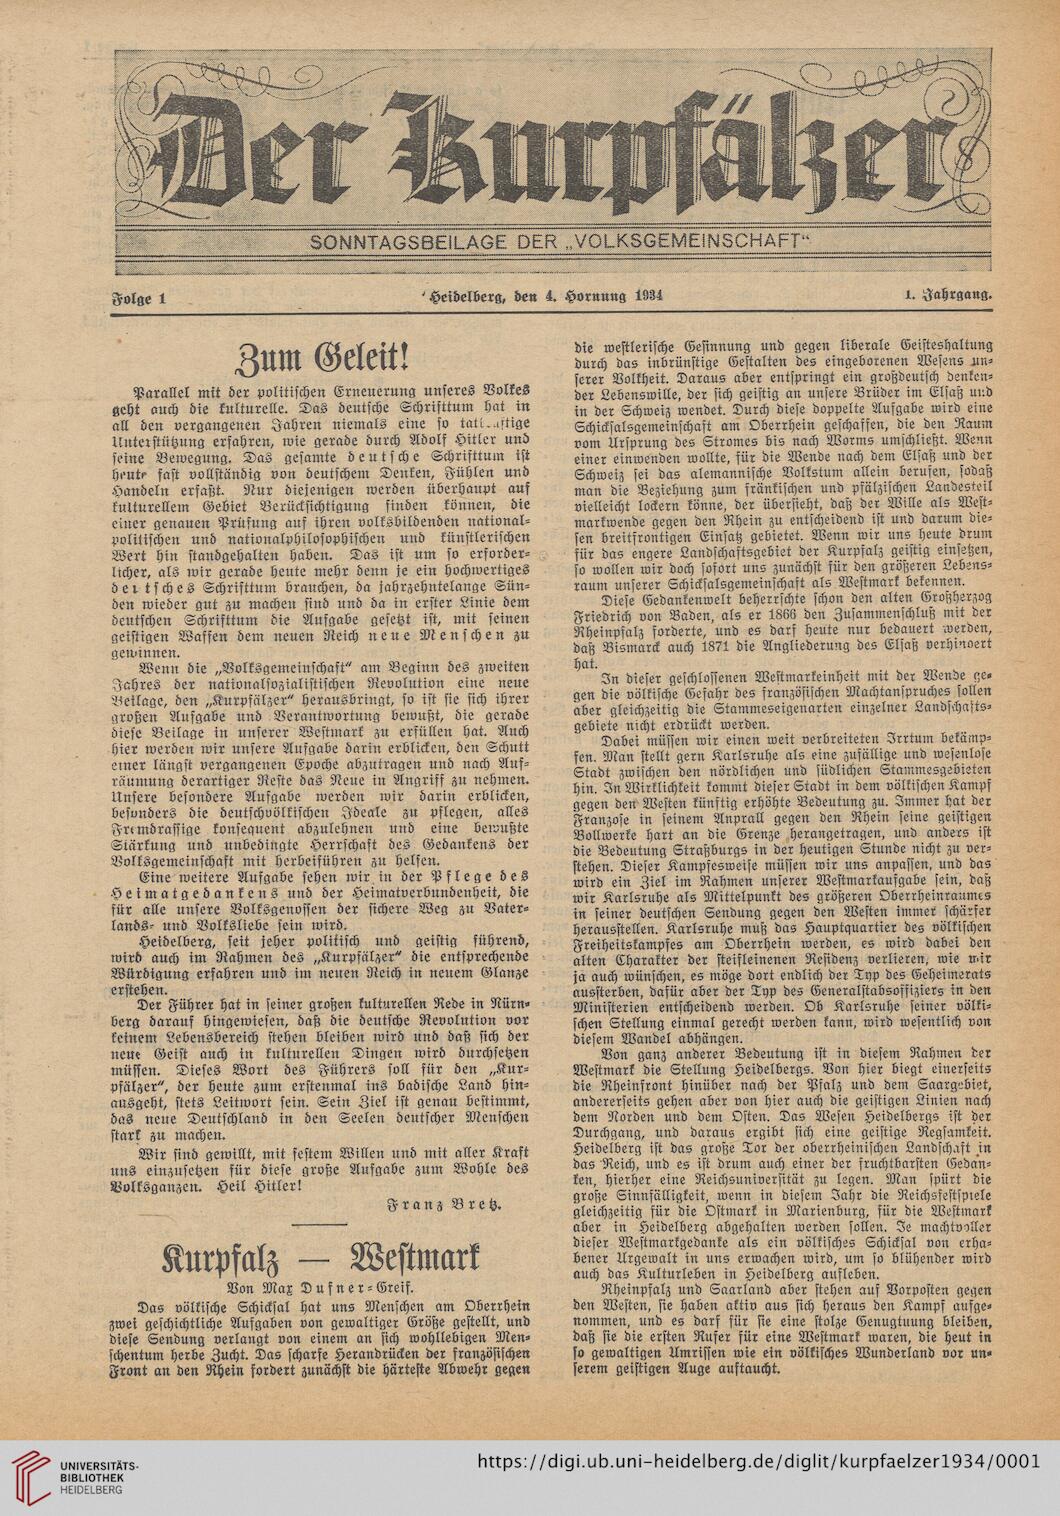 Der Kurpfälzer
SONNTAGSBEILAGE DER „VOLKSGEMEINSCHAFT“
Folge 1
Heidelberg, den 4. Hornung 1934
1. Jahrgang.
Zum Geleit!
Parallel mit der politischen Erneuerung unseres Volkes
geht auch die kulturelle. Das deutsche Schrifttum hat in
all den vergangenen Jahren niemals eine so
Unterstützung erfahren, wie gerade durch Adolf Hitler und
seine Bewegung. Das gesamte deutsche Schrifttum ist
heute fast vollständig von deutschem Denken, Fühlen und
Handeln erfaßt. Nur diejenigen werden überhaupt auf
kulturellem Gebiet Berücksichtigung finden können, die
einer genauen Prüfung auf ihren volksbildenden national-
politischen und nationalphilosophischen und künstlerischen
Wert hin standgehalten haben. Das ist um so erforder-
licher, als wir gerade heute mehr denn je ein hochwertiges
deutsches Schrifttum brauchen, da jahrzehntelange Sün-
den wieder gut zu machen sind und da in erster Linie dem
deutschen Schrifttum die Aufgabe gesetzt ist, mit seinen
geistigen Waffen dem neuen Reich neue Menschen zu
gewinnen.
Wenn die „Volksgemeinschaft“ am Beginn des zweiten
Jahres der nationalsozialistischen Revolution eine neue
Beilage, den „Kurpfälzer“ herausbringt, so ist sie sich ihrer
großen Aufgabe und Verantwortung bewußt, die gerade
diese Beilage in unserer Westmark zu erfüllen hat. Auch
hier werden wir unsere Aufgabe darin erblicken, den Schutt
einer längst vergangenen Epoche abzutragen und nach Auf-
räumung derartiger Reste das Neue in Angriff zu nehmen.
Unsere besondere Aufgabe werden wir darin erblicken,
besonders die deutschvölkischen Ideale zu pflegen, alles
Fremdrassige konsequent abzulehnen und eine bewußte
Stärkung und unbedingte Herrschaft des Gedankens der
Volksgemeinschaft mit herbeiführen zu helfen.
Eine weitere Aufgabe sehen wir in der Pflege des
Heimatgedankens und der Heimatverbundenheit, die
für alle unsere Volksgenossen der sichere Weg zu Vater-
lands- und Volksliebe sein wird.
Heidelberg, seit jeher politisch und geistig führend,
wird auch im Rahmen des „Kurpfälzer“ die entsprechende
Würdigung erfahren und im neuen Reich in neuem Glanze
erstehen.
Der Führer hat in seiner großen kulturellen Rede in Nürn-
berg darauf hingewiesen, daß die deutsche Revolution vor
keinem Lebensbereich stehen bleiben wird und daß sich der
neue Geist auch in kulturellen Dingen wird durchsetzen
müssen. Dieses Wort des Führers soll für den „Kur-
pfälzer“, der heute zum erstenmal ins badische Land hin-
ausgeht, stets Leitwort sein. Sein Ziel ist genau bestimmt,
das neue Deutschland in den Seelen deutscher Menschen
stark zu machen.
Wir sind gewillt, mit festem Willen und mit aller Kraft
uns einzusetzen für diese große Aufgabe zum Wohle des
Volksganzen. Heil Hitler!
Franz Bretz.
Kurpfalz — Westmark
Von Max Dufner-Greif.
Das völkische Schicksal hat uns Menschen am Oberrhein
zwei geschichtliche Aufgaben von gewaltiger Größe gestellt, und
diese Sendung verlangt von einem an sich wohllebigen Men-
schentum herbe Zucht. Das scharfe Herandrücken der französischen
Front an den Rhein fordert zunächst die härteste Abwehr gegen
die westlerische Gesinnung und gegen liberale Geisteshaltung
durch das inbrünstige Gestalten des eingeborenen Wesens un-
serer Volkheit. Daraus aber entspringt ein großdeutsch denken-
der Lebenswille, der sich geistig an unsere Brüder im Elsaß und
in der Schweiz wendet. Durch diese doppelte Aufgabe wird eine
Schicksalsgemeinschaft am Oberrhein geschaffen, die den Raum
vom Ursprung des Stromes bis nach Worms umschließt. Wenn
einer einwenden wollte, für die Wende nach dem Elsaß und der
Schweiz sei das alemannische Volkstum allein berufen, sodaß
man die Beziehung zum fränkischen und pfälzischen Landesteil
vielleicht lockern könne, der übersieht, daß der Wille als West-
markwende gegen den Rhein zu entscheidend ist und darum die-
sen breitfrontigen Einsatz gebietet. Wenn wir uns heute drum
für das engere Landschaftsgebiet der Kurpfalz geistig einsetzen,
so wollen wir doch sofort uns zunächst für den größeren Lebens-
raum unserer Schicksalsgemeinschaft als Westmark bekennen.
Diese Gedankenwelt beherrschte schon den alten Großherzog
Friedrich von Baden, als er 1866 den Zusammenschluß mit der
Rheinpfalz forderte, und es darf heute nur bedauert werden,
daß Bismarck auch 1871 die Angliederung des Elsaß verhindert
hat.
In dieser geschlossenen Westmarkeinheit mit der Wende ge-
gen die völkische Gefahr des französischen Machtanspruches sollen
aber gleichzeitig die Stammeseigenarten einzelner Landschafts-
gebiete nicht erdrückt werden.
Dabei müssen wir einen weit verbreiteten Irrtum bekämp-
fen. Man stellt gern Karlsruhe als eine zufällige und wesenlose
Stadt zwischen den nördlichen und südlichen Stammesgebieten
hin. In Wirklichkeit kommt dieser Stadt in dem völkischen Kampf
gegen den Westen künftig erhöhte Bedeutung zu. Immer hat der
Franzose in seinem Anprall gegen den Rhein seine geistigen
Bollwerke hart an die Grenze herangetragen, und anders ist
die Bedeutung Straßburgs in der heutigen Stunde nicht zu ver-
stehen. Dieser Kampfesweise müssen wir uns anpassen, und das
wird ein Ziel im Rahmen unserer Westmarkaufgabe sein, daß
wir Karlsruhe als Mittelpunkt des größeren Oberrheinraumes
in seiner deutschen Sendung gegen den Westen immer schärfer
herausstellen. Karlsruhe muß das Hauptquartier des völkischen
Freiheitskampfes am Oberrhein werden, es wird dabei den
alten Charakter der steifleinenen Residenz verlieren, wie wir
ja auch wünschen, es möge dort endlich der Typ des Geheimerats
aussterben, dafür aber der Typ des Generalstabsoffiziers in den
Ministerien entscheidend werden. Ob Karlsruhe seiner völki-
schen Stellung einmal gerecht werden kann, wird wesentlich von
diesem Wandel abhängen.
Von ganz anderer Bedeutung ist in diesem Rahmen der
Westmark die Stellung Heidelbergs. Von hier biegt einerseits
die Rheinfront hinüber nach der Pfalz und dem Saargebiet,
andererseits gehen aber von hier auch die geistigen Linien nach
dem Norden und dem Osten. Das Wesen Heidelbergs ist der
Durchgang, und daraus ergibt sich eine geistige Regsamkeit.
Heidelberg ist das große Tor der oberrheinischen Landschaft in
das Reich, und es ist drum auch einer der fruchtbarsten Gedan-
ken, hierher eine Reichsuniversität zu legen. Man spürt die
große Sinnfälligkeit, wenn in diesem Jahr die Reichsfestspiele
gleichzeitig für die Ostmark in Marienburg, für die Westmark
aber in Heidelberg abgehalten werden sollen. Je machtvoller
dieser Westmarkgedanke als ein völkisches Schicksal von erha-
bener Urgewalt in uns erwachen wird, um so blühender wird
auch das Kulturleben in Heidelberg aufleben.
Rheinpfalz und Saarland aber stehen auf Vorposten gegen
den Westen, sie haben aktiv aus sich heraus den Kampf aufge-
nommen, und es darf für sie eine stolze Genugtuung bleiben,
daß sie die ersten Rufer für eine Westmark waren, die heut in
so gewaltigen Umrissen wie ein völkisches Wunderland vor un-
serem geistigen Auge auftaucht.
UNIVERSITÄTS-
BIBLIOTHEK
HEIDELBERG
https://digi.ub.uni-heidelberg.de/diglit/kurpfaelzer1934/0001